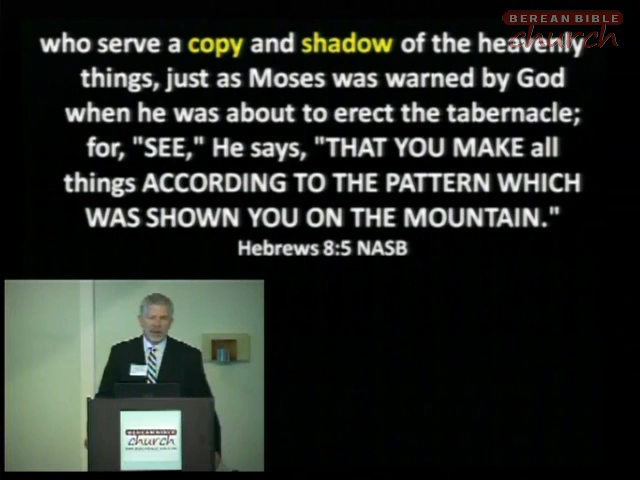 BEREAN BIBLE
church
who serve a copy and shadow of the heavenly
things, just as Moses was warned by God
when he was about to erect the tabernacle;
for, "SEE," He says, "THAT YOU MAKE all
things ACCORDING TO THE PATTERN WHICH
WAS SHOWN YOU ON THE MOUNTAIN."
Hebrews 8:5 NASB
BEREAN BIBLE
church